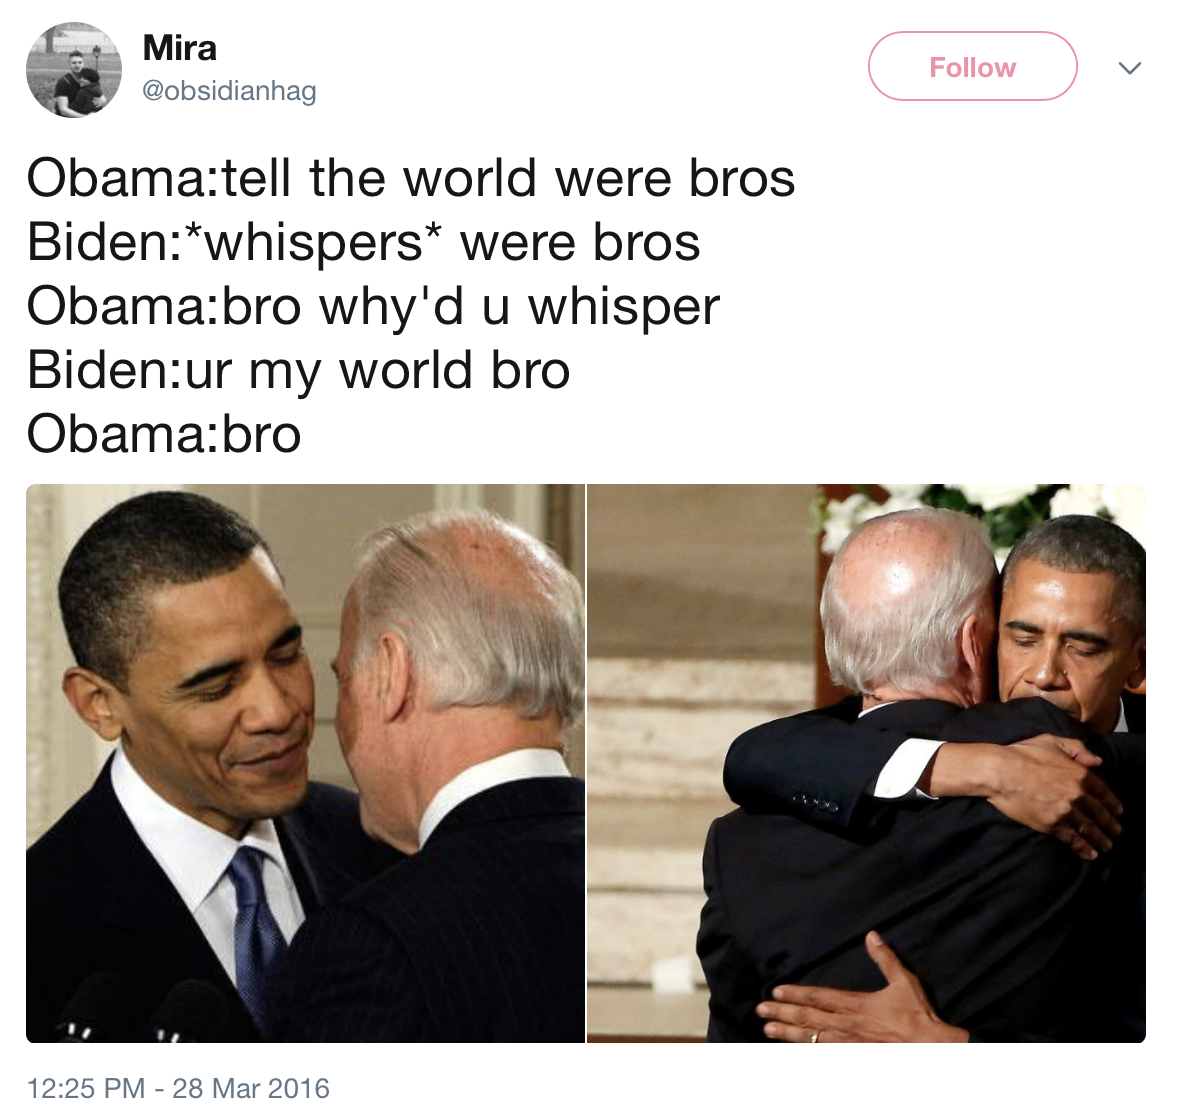 Mira
@obsidianhag
Follow
Obama:tell the world were bros
Biden:*whispers* were bros
Obama:bro why'd u whisper
Biden:ur my world bro
Obama:bro
12:25 PM - 28 Mar 2016